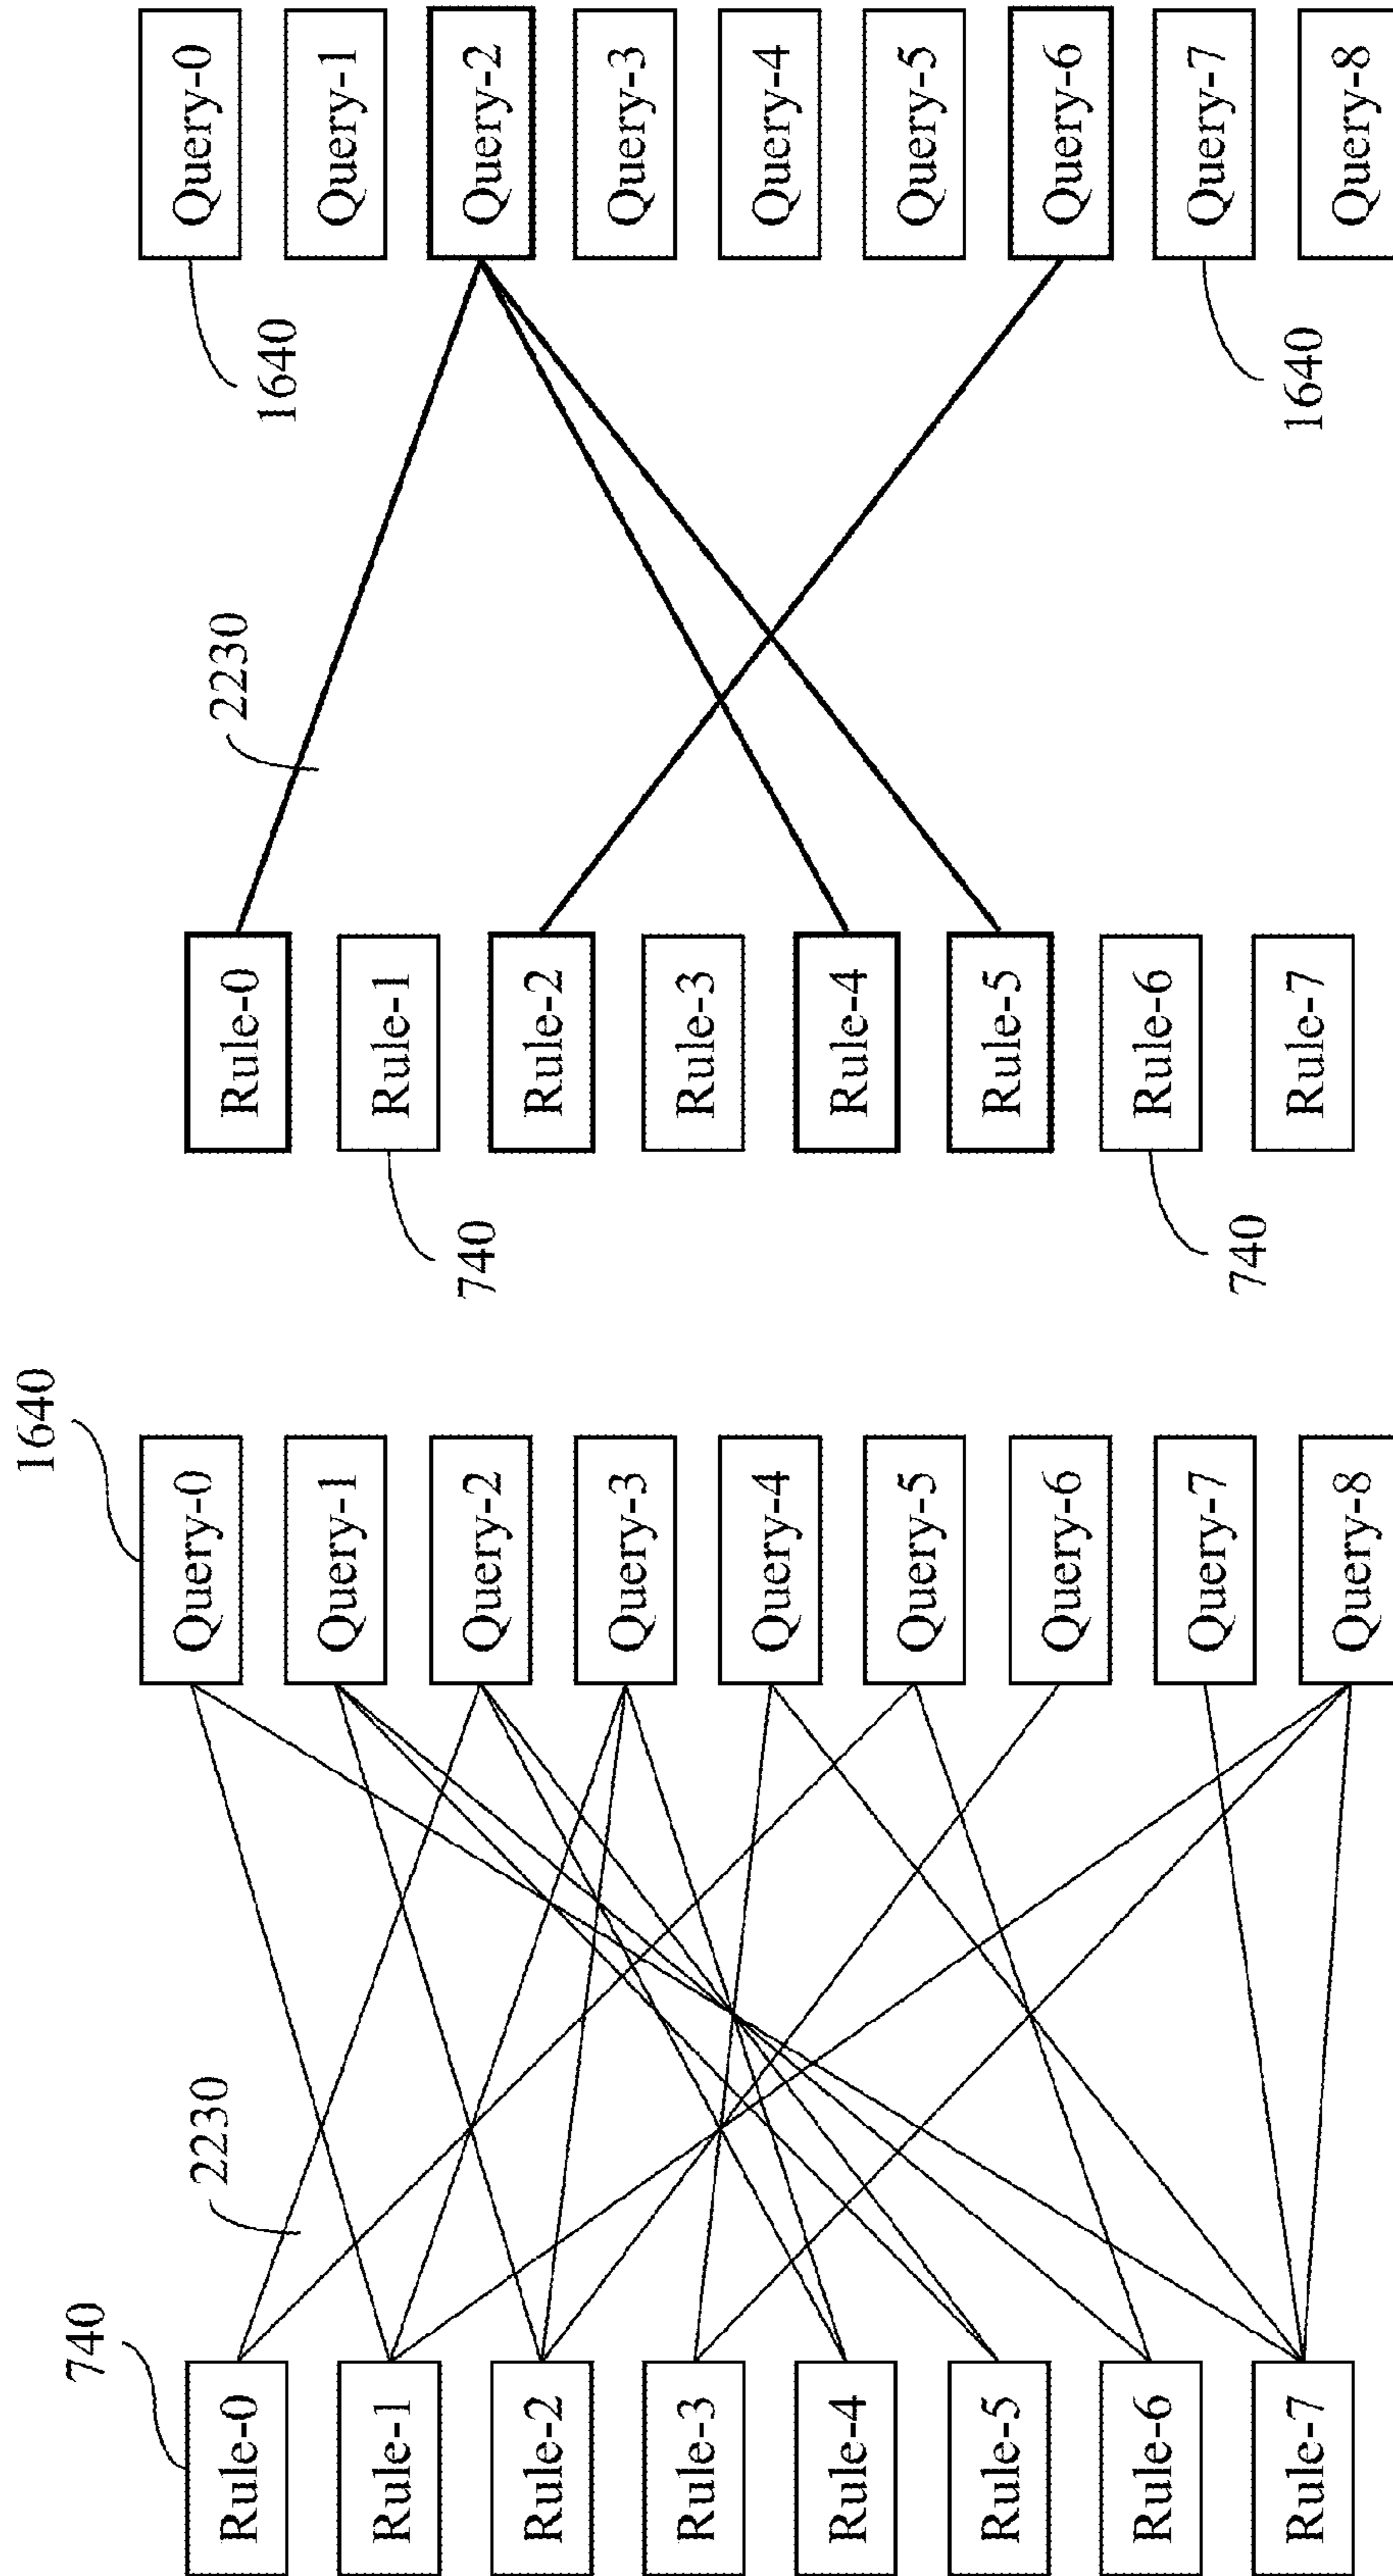 740
2230
1640
Rule-0
Rule-1
Rule-2
Rule-3
Rule-4
Rule-5
Rule-6
Rule-7
Query-0
Query-1
Query-2
Query-3
Query-4
Query-5
Query-6
Query-7
Query-8
740
740
Rule-0
Rule-1
Rule-2
Rule-3
Rule-4
Rule-5
Rule-6
Rule-7
2230
1640
1640
Query-0
Query-1
Query-2
Query-3
Query-4
Query-5
Query-6
Query-7
Query-8